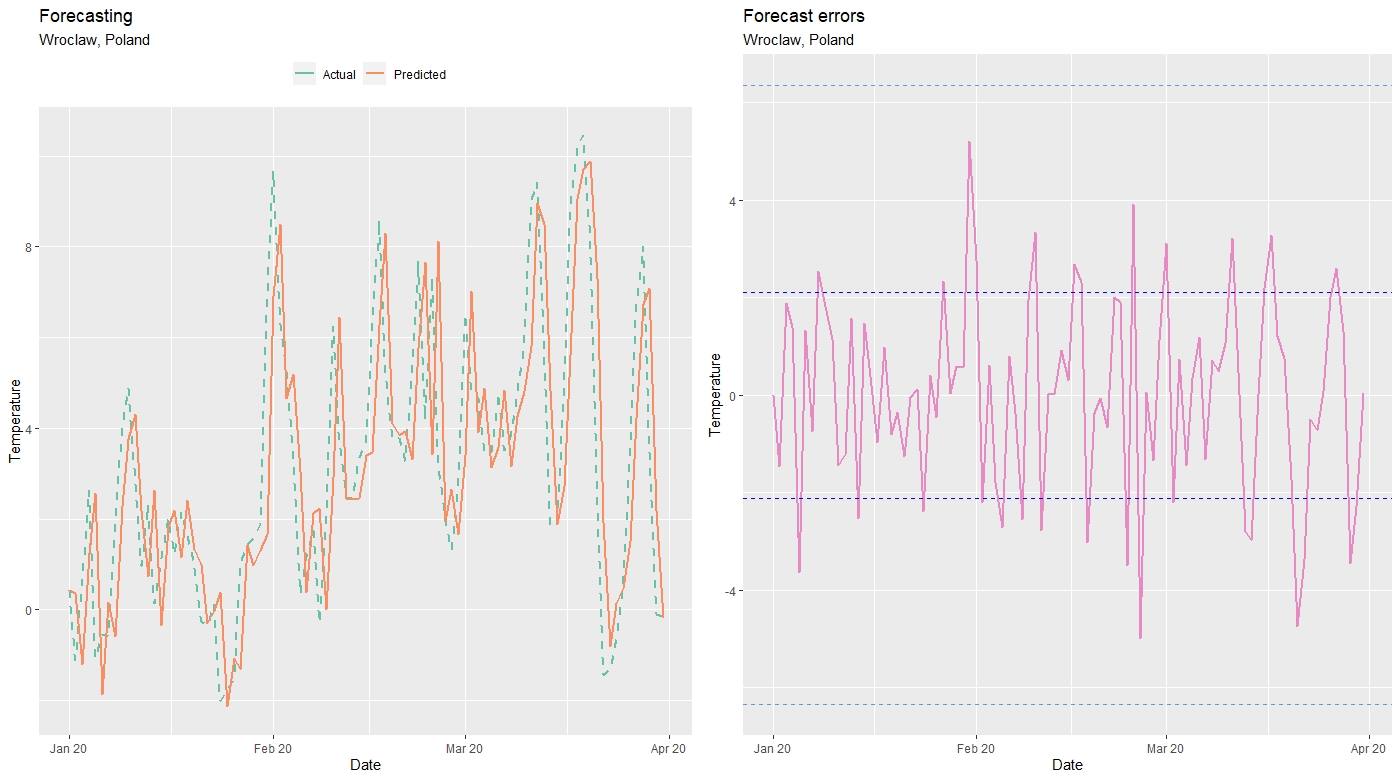 Forecasting
Wroclaw, Poland
Actual Predicted
Temperature
8
4
0
Jan 20 Feb 20 Mar 20 Apr 20
Date
Forecast errors
Wroclaw, Poland
Temperature
4
0
-4
Jan 20 Feb 20 Mar 20 Apr 20
Date